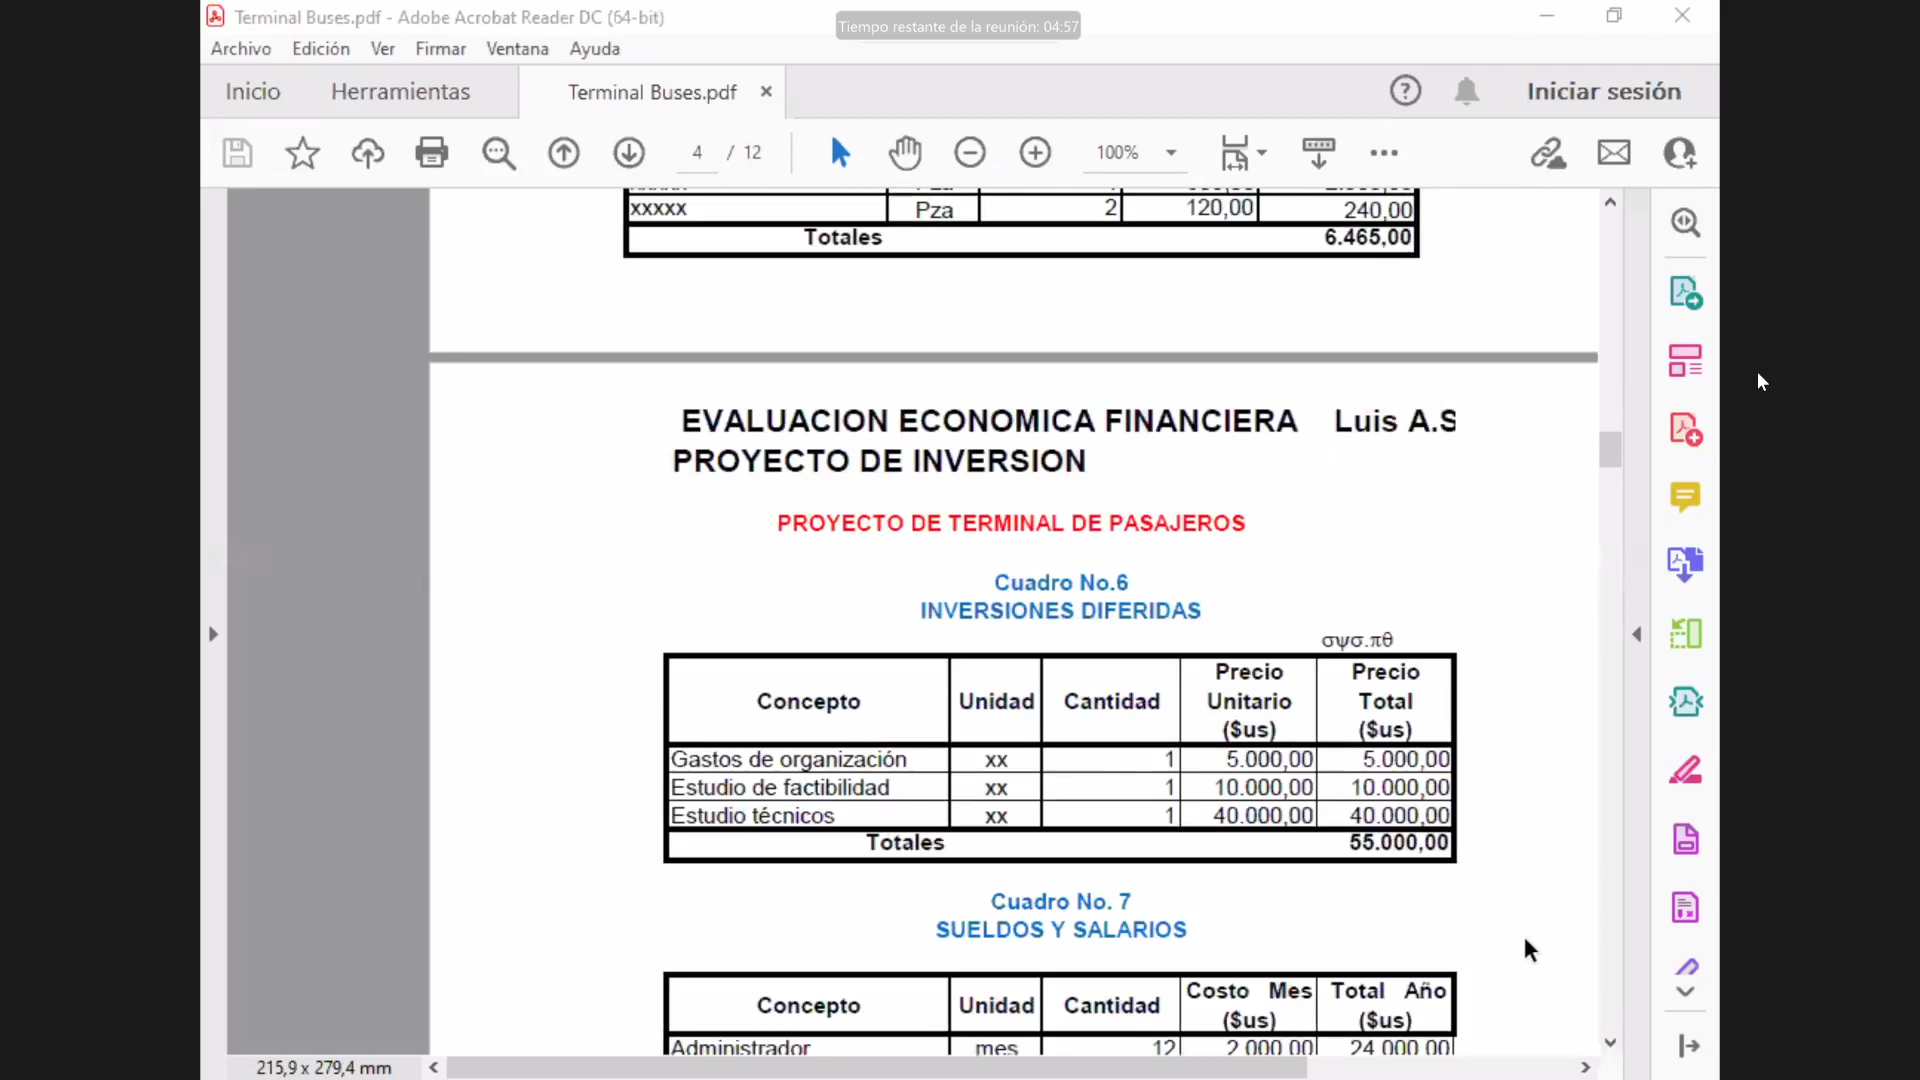 Terminal Buses.pdf - Adobe Acrobat Reader DC (64-bit)
Tiempo restante de la reunión: 04:57
Archivo Edición Ver Firmar Ventana Ayuda
Inicio Herramientas Terminal Buses.pdf Iniciar sesión
4 / 12 100%
xxxxx Pza 2 120,00 240,00
Totales 6.465,00
EVALUACION ECONOMICA FINANCIERA Luis A.S
PROYECTO DE INVERSION
PROYECTO DE TERMINAL DE PASAJEROS
Cuadro No.6
INVERSIONES DIFERIDAS
σψσ.πθ
Concepto Unidad Cantidad Precio Unitario ($us) Precio Total ($us)
Gastos de organización xx 1 5.000,00 5.000,00
Estudio de factibilidad xx 1 10.000,00 10.000,00
Estudio técnicos xx 1 40.000,00 40.000,00
Totales 55.000,00
Cuadro No. 7
SUELDOS Y SALARIOS
Concepto Unidad Cantidad Costo Mes ($us) Total Año ($us)
Administrador mes 12 2.000,00 24.000,00
215,9 x 279,4 mm